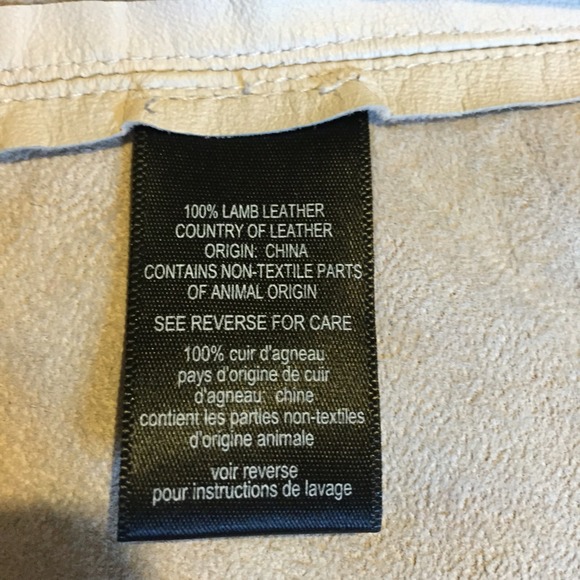 100% LAMB LEATHER
COUNTRY OF LEATHER
ORIGIN: CHINA
CONTAINS NON-TEXTILE PARTS
OF ANIMAL ORIGIN
SEE REVERSE FOR CARE
100% cuir d'agneau
pays d'origine de cuir
d'agneau: chine
contient les parties non-textiles
d'origine animale
voir reverse
pour instructions de lavage